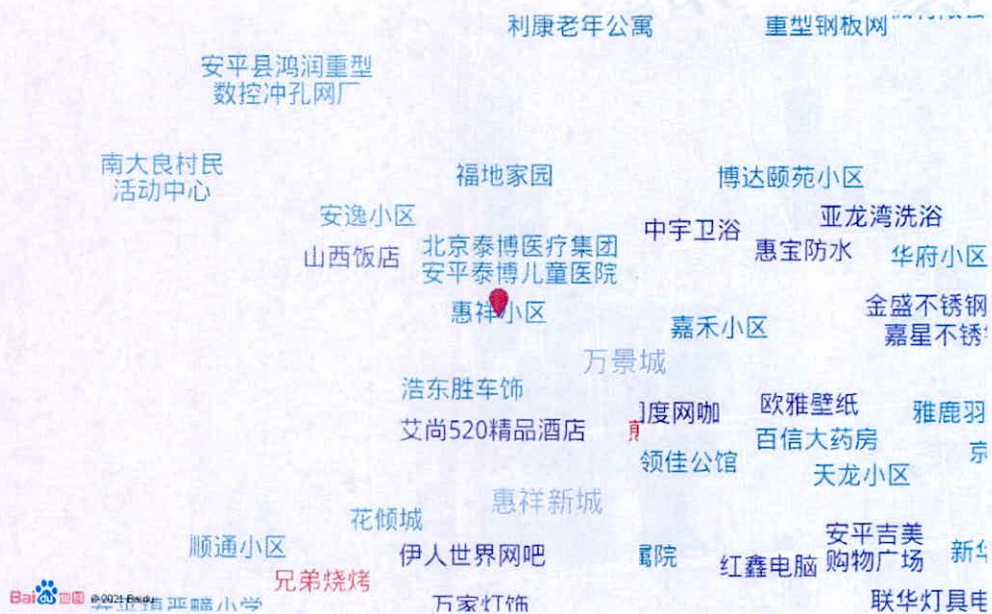 利康老年公寓
重型钢板网
安平县鸿润重型
数控冲孔网厂
南大良村民
活动中心
福地家园
博达颐苑小区
安逸小区
中宇卫浴
亚龙湾洗浴
山西饭店
北京泰博医疗集团
安平泰博儿童医院
惠宝防水
华府小区
惠祥小区
金盛不锈钢
嘉星不锈
嘉禾小区
万景城
浩东胜车饰
度网咖
欧雅壁纸
雅鹿羽
艾尚520精品酒店
百信大药房
京
领佳公馆
天龙小区
惠祥新城
花倾城
顺通小区
伊人世界网吧
属院
红鑫电脑
安平吉美
购物广场
新华
兄弟烧烤
Bai 地图 © 2021 Baidu
万家灯饰
联华灯具电